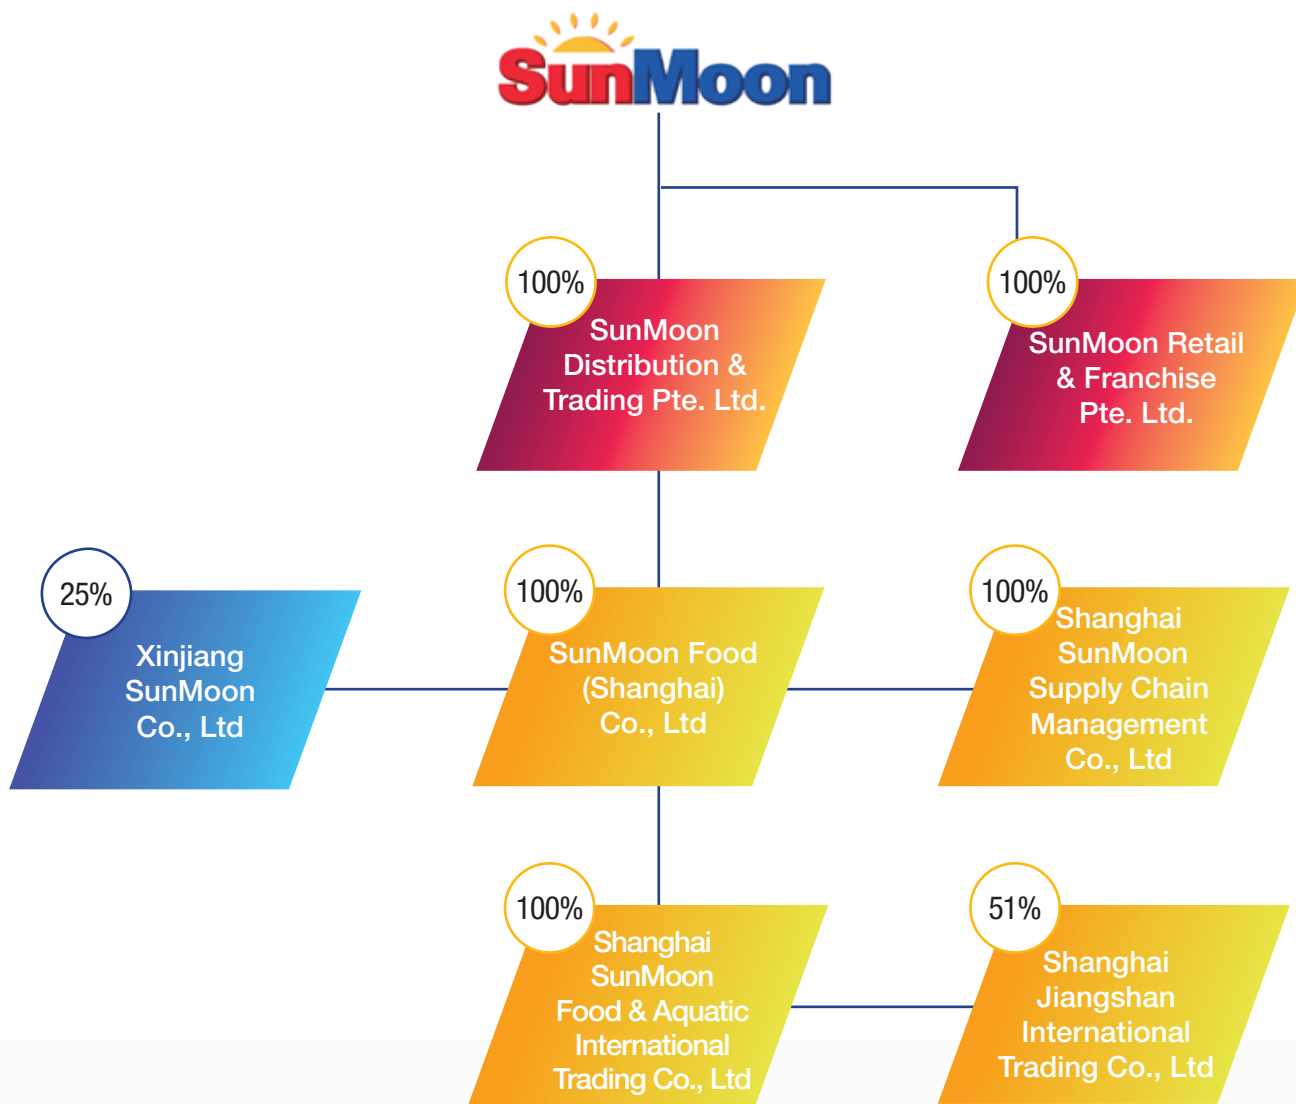 SunMoon
100%
SunMoon
Distribution &
Trading Pte. Ltd.
100%
SunMoon Retail
& Franchise
Pte. Ltd.
25%
Xinjiang
SunMoon
Co., Ltd
100%
SunMoon Food
(Shanghai)
Co., Ltd
100%
Shanghai
SunMoon
Supply Chain
Management
Co., Ltd
100%
Shanghai
SunMoon
Food & Aquatic
International
Trading Co., Ltd
51%
Shanghai
Jiangshan
International
Trading Co., Ltd